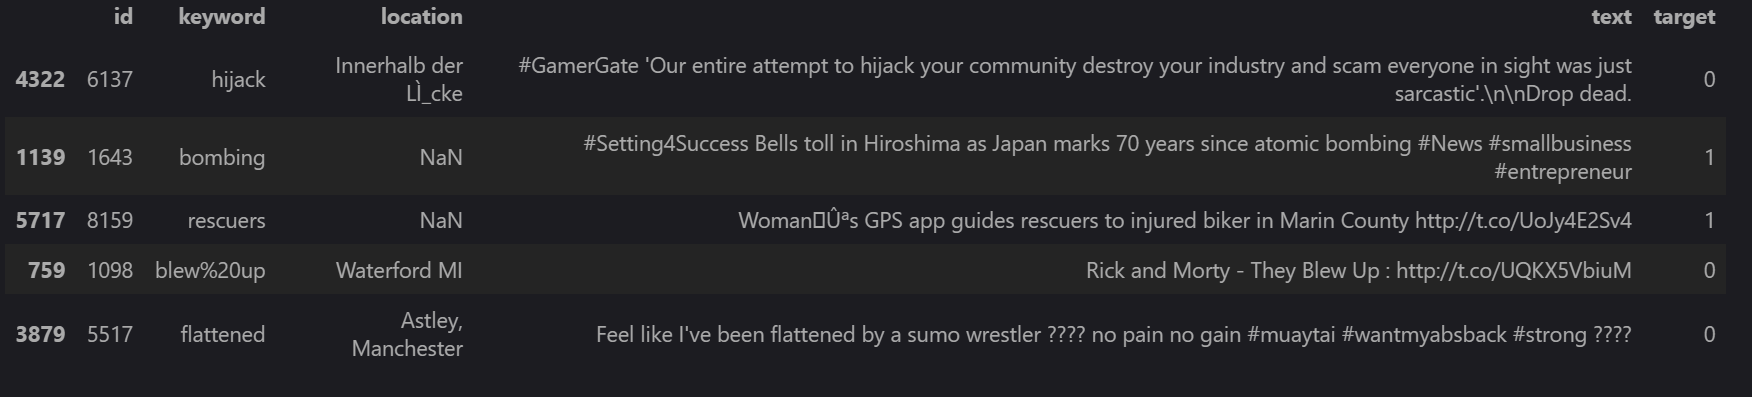 id keyword location text target
4322 6137 hijack Innerhalb der LÌ_cke #GamerGate 'Our entire attempt to hijack your community destroy your industry and scam everyone in sight was just sarcastic'.\n\nDrop dead. 0
1139 1643 bombing NaN #Setting4Success Bells toll in Hiroshima as Japan marks 70 years since atomic bombing #News #smallbusiness #entrepreneur 1
5717 8159 rescuers NaN Woman□Ûªs GPS app guides rescuers to injured biker in Marin County http://t.co/UoJy4E2Sv4 1
759 1098 blew%20up Waterford MI Rick and Morty - They Blew Up : http://t.co/UQKX5VbiuM 0
3879 5517 flattened Astley, Manchester Feel like I've been flattened by a sumo wrestler ???? no pain no gain #muaytai #wantmyabsback #strong ???? 0